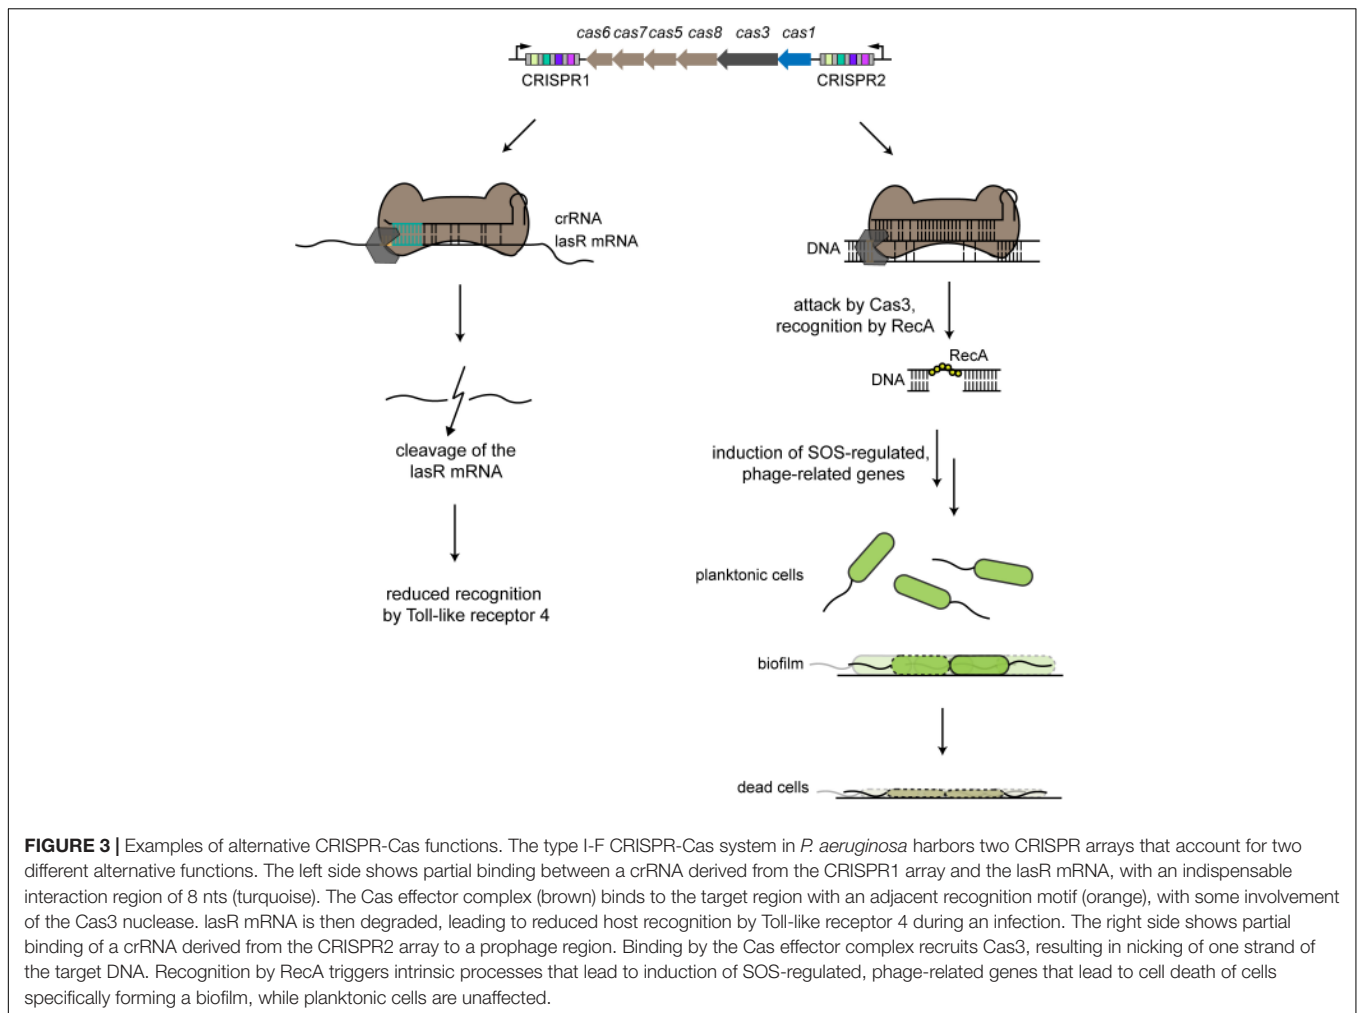 cas6 cas7 cas5 cas8 cas3 cas1
CRISPR1
CRISPR2
crRNA
lasR mRNA
cleavage of the
lasR mRNA
reduced recognition
by Toll-like receptor 4
DNA
attack by Cas3,
recognition by RecA
RecA
DNA
induction of SOS-regulated,
phage-related genes
planktonic cells
biofilm
dead cells
FIGURE 3 | Examples of alternative CRISPR-Cas functions. The type I-F CRISPR-Cas system in P. aeruginosa harbors two CRISPR arrays that account for two
different alternative functions. The left side shows partial binding between a crRNA derived from the CRISPR1 array and the lasR mRNA, with an indispensable
interaction region of 8 nts (turquoise). The Cas effector complex (brown) binds to the target region with an adjacent recognition motif (orange), with some involvement
of the Cas3 nuclease. lasR mRNA is then degraded, leading to reduced host recognition by Toll-like receptor 4 during an infection. The right side shows partial
binding of a crRNA derived from the CRISPR2 array to a prophage region. Binding by the Cas effector complex recruits Cas3, resulting in nicking of one strand of
the target DNA. Recognition by RecA triggers intrinsic processes that lead to induction of SOS-regulated, phage-related genes that lead to cell death of cells
specifically forming a biofilm, while planktonic cells are unaffected.